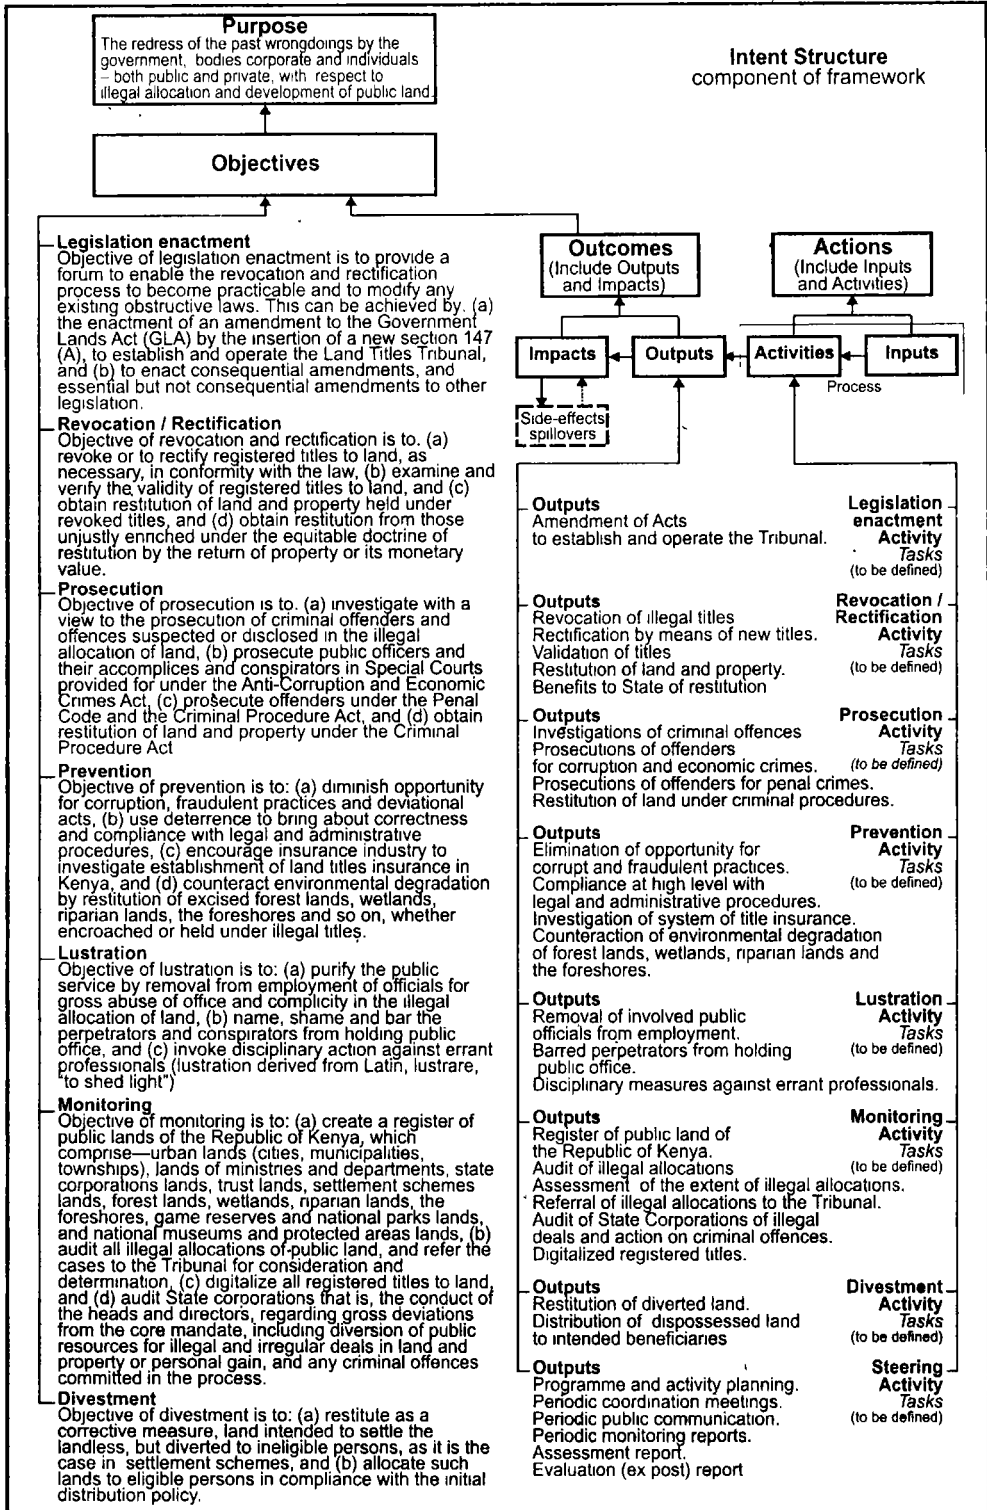 Purpose
The redress of the past wrongdoings by the
government, bodies corporate and individuals
– both public and private, with respect to
illegal allocation and development of public land
Intent Structure
component of framework
Objectives
Legislation enactment
Objective of legislation enactment is to provide a
forum to enable the revocation and rectification
process to become practicable and to modify any
existing obstructive laws. This can be achieved by. (a)
the enactment of an amendment to the Government
Lands Act (GLA) by the insertion of a new section 147
(A), to establish and operate the Land Titles Tribunal,
and (b) to enact consequential amendments, and
essential but not consequential amendments to other
legislation.
Revocation / Rectification
Objective of revocation and rectification is to. (a)
revoke or to rectify registered titles to land, as
necessary, in conformity with the law, (b) examine and
verify the validity of registered titles to land, and (c)
obtain restitution of land and property held under
revoked titles, and (d) obtain restitution from those
unjustly enriched under the equitable doctrine of
restitution by the return of property or its monetary
value.
Prosecution
Objective of prosecution is to. (a) investigate with a
view to the prosecution of criminal offenders and
offences suspected or disclosed in the illegal
allocation of land, (b) prosecute public officers and
their accomplices and conspirators in Special Courts
provided for under the Anti-Corruption and Economic
Crimes Act, (c) prosecute offenders under the Penal
Code and the Criminal Procedure Act, and (d) obtain
restitution of land and property under the Criminal
Procedure Act
Prevention
Objective of prevention is to: (a) diminish opportunity
for corruption, fraudulent practices and deviational
acts, (b) use deterrence to bring about correctness
and compliance with legal and administrative
procedures, (c) encourage insurance industry to
investigate establishment of land titles insurance in
Kenya, and (d) counteract environmental degradation
by restitution of excised forest lands, wetlands,
riparian lands, the foreshores and so on, whether
encroached or held under illegal titles.
Lustration
Objective of lustration is to: (a) purify the public
service by removal from employment of officials for
gross abuse of office and complicity in the illegal
allocation of land, (b) name, shame and bar the
perpetrators and conspirators from holding public
office, and (c) invoke disciplinary action against errant
professionals (lustration derived from Latin, lustrare,
"to shed light")
Monitoring
Objective of monitoring is to: (a) create a register of
public lands of the Republic of Kenya, which
comprise—urban lands (cities, municipalities,
townships), lands of ministries and departments, state
corporations lands, trust lands, settlement schemes
lands, forest lands, wetlands, riparian lands, the
foreshores, game reserves and national parks lands,
and national museums and protected areas lands, (b)
audit all illegal allocations of public land, and refer the
cases to the Tribunal for consideration and
determination, (c) digitalize all registered titles to land,
and (d) audit State corporations that is, the conduct of
the heads and directors, regarding gross deviations
from the core mandate, including diversion of public
resources for illegal and irregular deals in land and
property or personal gain, and any criminal offences
committed in the process.
Divestment
Objective of divestment is to: (a) restitute as a
corrective measure, land intended to settle the
landless, but diverted to ineligible persons, as it is the
case in settlement schemes, and (b) allocate such
lands to eligible persons in compliance with the initial
distribution policy.
Outcomes
(Include Outputs
and Impacts)
Actions
(Include Inputs
and Activities)
Impacts
Outputs
Activities
Inputs
Process
Side-effects
spillovers
Outputs
Amendment of Acts
to establish and operate the Tribunal.
Legislation
enactment
Activity
Tasks
(to be defined)
Outputs
Revocation of illegal titles
Rectification by means of new titles.
Validation of titles
Restitution of land and property.
Benefits to State of restitution
Revocation /
Rectification
Activity
Tasks
(to be defined)
Outputs
Investigations of criminal offences
Prosecutions of offenders
for corruption and economic crimes.
Prosecutions of offenders for penal crimes.
Restitution of land under criminal procedures.
Prosecution
Activity
Tasks
(to be defined)
Outputs
Elimination of opportunity for
corrupt and fraudulent practices.
Compliance at high level with
legal and administrative procedures.
Investigation of system of title insurance.
Counteraction of environmental degradation
of forest lands, wetlands, riparian lands and
the foreshores.
Prevention
Activity
Tasks
(to be defined)
Outputs
Removal of involved public
officials from employment.
Barred perpetrators from holding
public office.
Disciplinary measures against errant professionals.
Lustration
Activity
Tasks
(to be defined)
Outputs
Register of public land of
the Republic of Kenya.
Audit of illegal allocations
Assessment of the extent of illegal allocations.
Referral of illegal allocations to the Tribunal.
Audit of State Corporations of illegal
deals and action on criminal offences.
Digitalized registered titles.
Monitoring
Activity
Tasks
(to be defined)
Outputs
Restitution of diverted land.
Distribution of dispossessed land
to intended beneficiaries
Divestment
Activity
Tasks
(to be defined)
Outputs
Programme and activity planning.
Periodic coordination meetings.
Periodic public communication.
Periodic monitoring reports.
Assessment report.
Evaluation (ex post) report
Steering
Activity
Tasks
(to be defined)